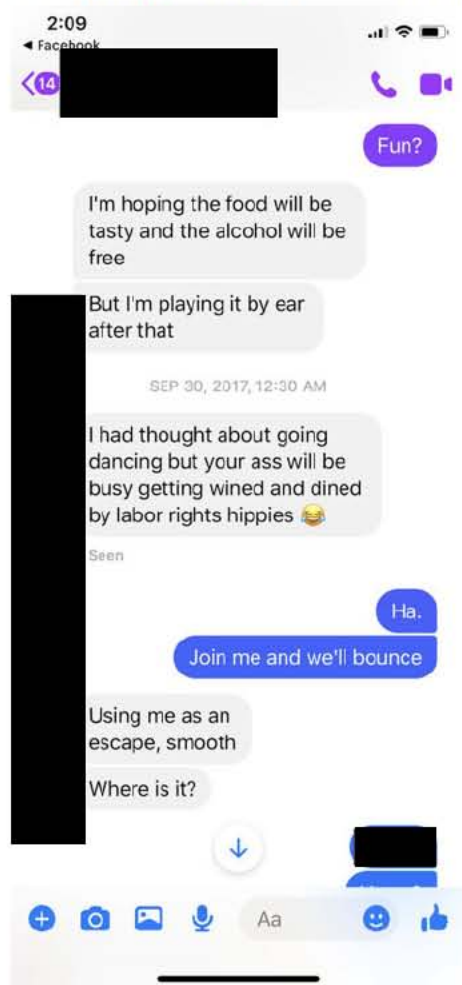 2:09
◄ Facebook
14
Fun?
I'm hoping the food will be
tasty and the alcohol will be
free
But I'm playing it by ear
after that
SEP 30, 2017, 12:30 AM
I had thought about going
dancing but your ass will be
busy getting wined and dined
by labor rights hippies 😂
Seen
Ha.
Join me and we'll bounce
Using me as an
escape, smooth
Where is it?
Aa